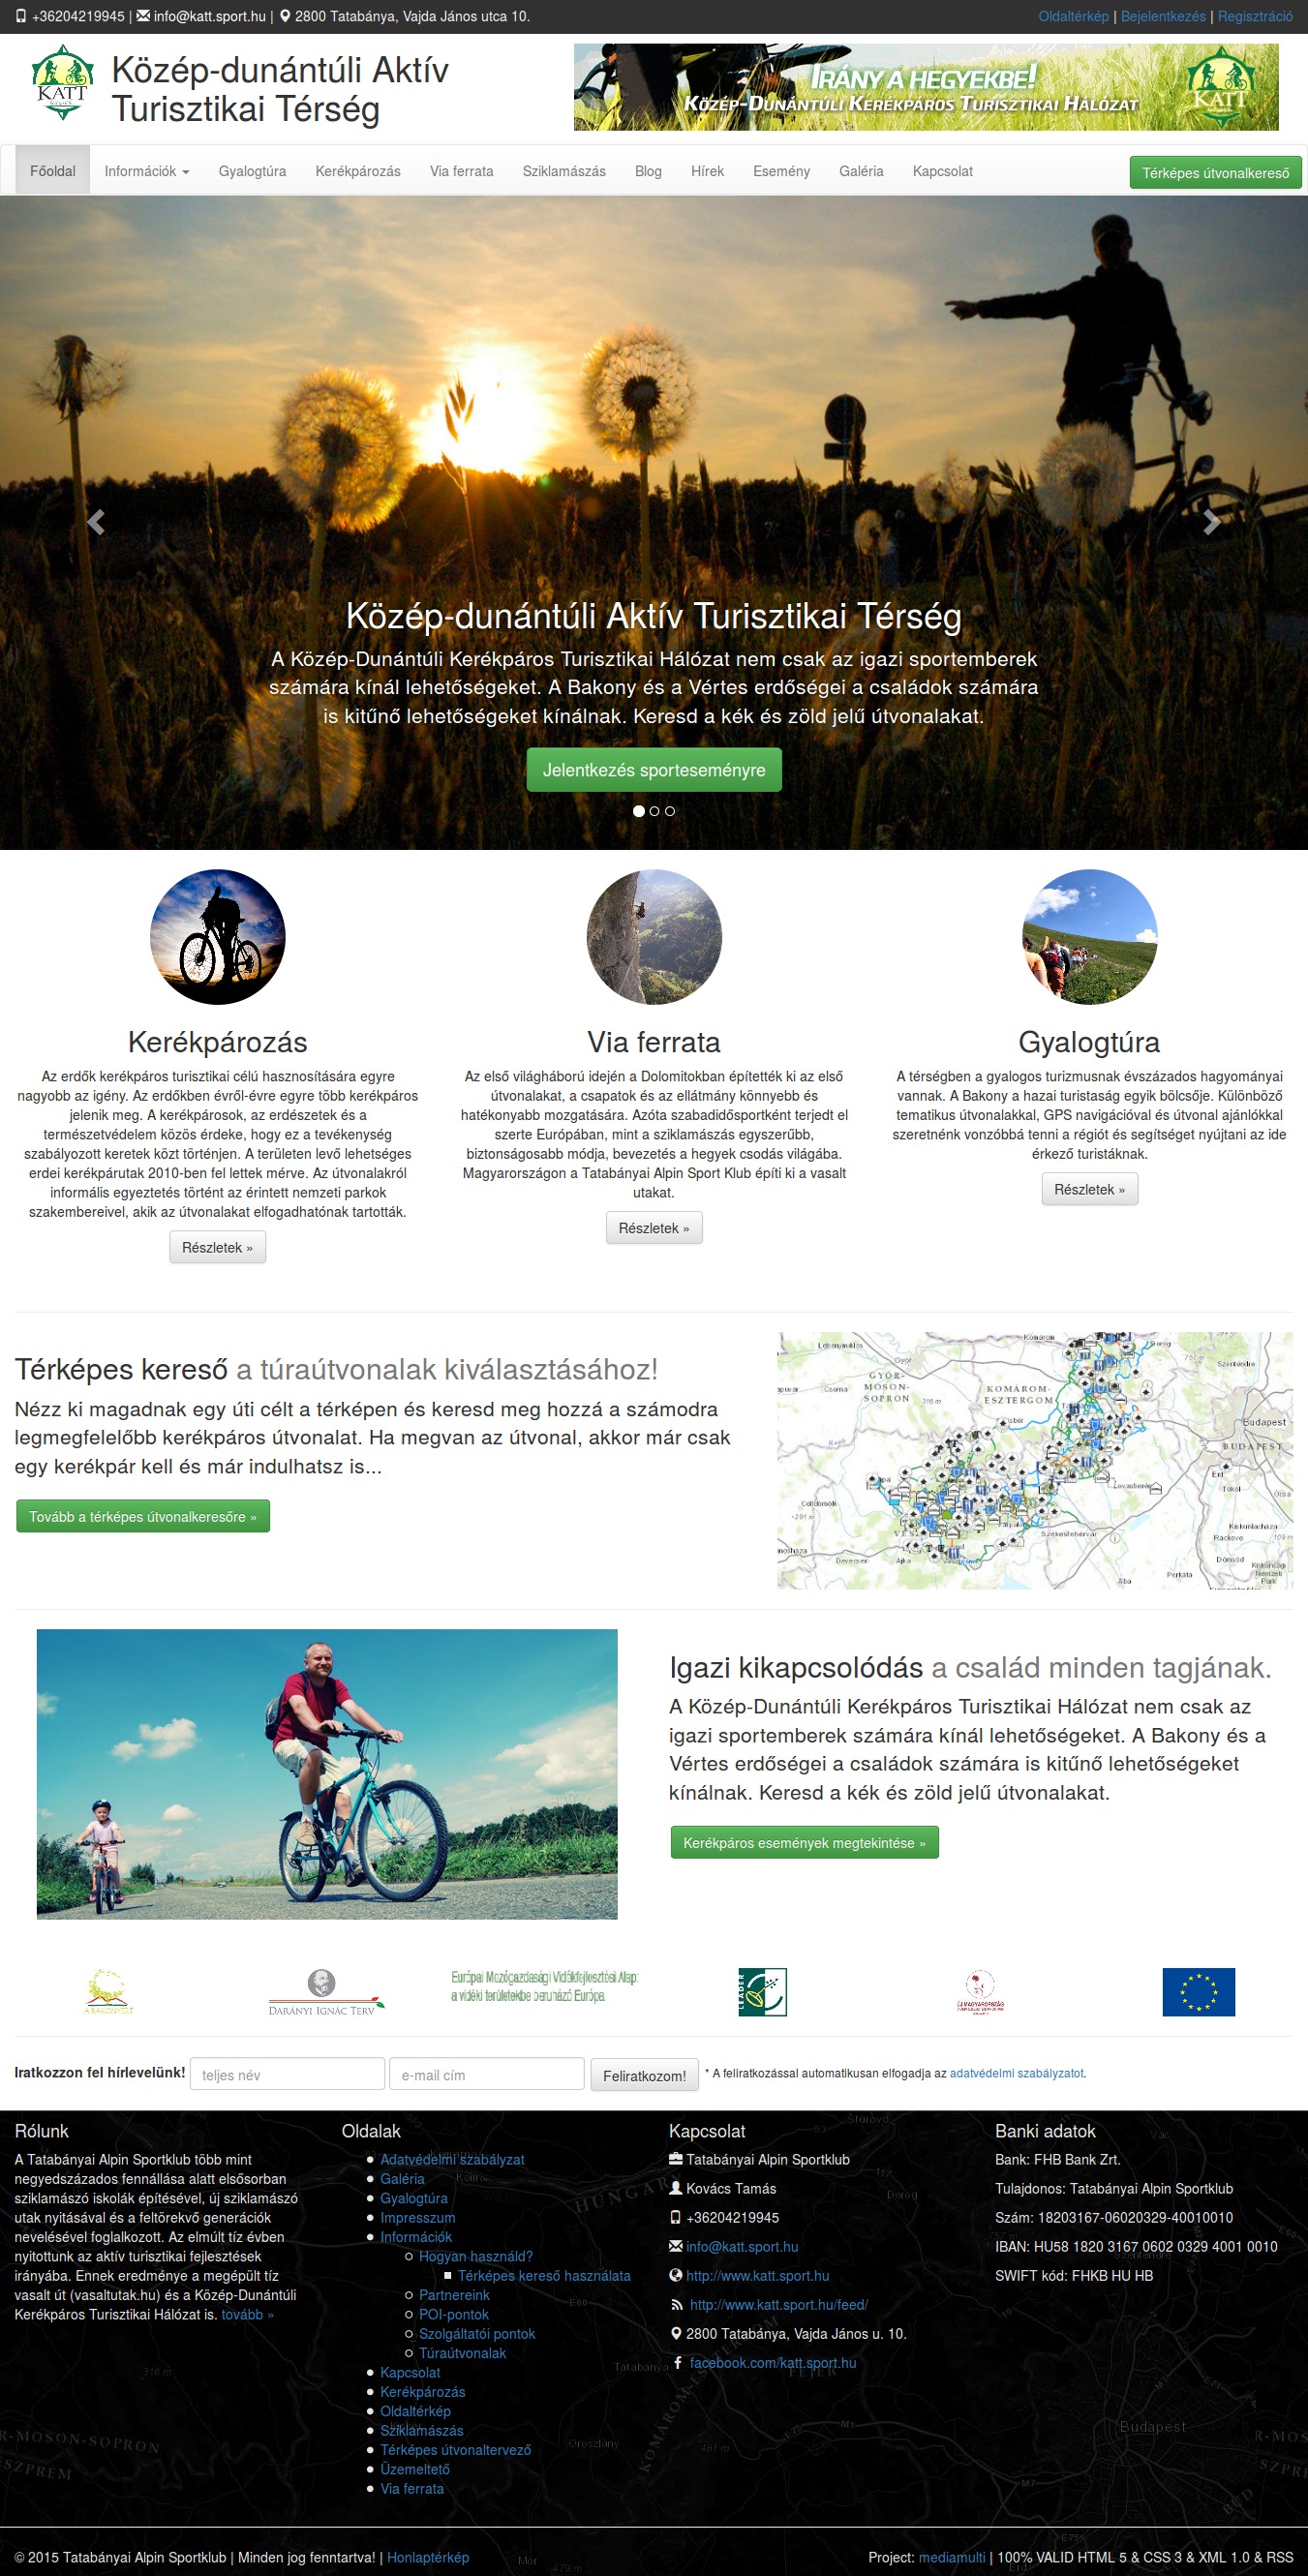 +36204219945 | info@katt.sport.hu | 2800 Tatabánya, Vajda János utca 10.
Oldaltérkép | Bejelentkezés | Regisztráció
KATT
Közép-dunántúli Aktív
Turisztikai Térség
Irány a hegyekbe!
Közép-Dunántúli Kerékpáros Turisztikai Hálózat
KATT
Főoldal Információk Gyalogtúra Kerékpározás Via ferrata Sziklamászás Blog Hírek Esemény Galéria Kapcsolat
Térképes útvonalkereső
Közép-dunántúli Aktív Turisztikai Térség
A Közép-Dunántúli Kerékpáros Turisztikai Hálózat nem csak az igazi sportemberek
számára kínál lehetőségeket. A Bakony és a Vértes erdőségei a családok számára
is kitűnő lehetőségeket kínálnak. Keresd a kék és zöld jelű útvonalakat.
Jelentkezés sporteseményre
Kerékpározás
Az erdők kerékpáros turisztikai célú hasznosítására egyre
nagyobb az igény. Az erdőkben évről-évre egyre több kerékpáros
jelenik meg. A kerékpárosok, az erdészetek és a
természetvédelem közös érdeke, hogy ez a tevékenység
szabályozott keretek közt történjen. A területen levő lehetséges
erdei kerékpárutak 2010-ben fel lettek mérve. Az útvonalakról
informális egyeztetés történt az érintett nemzeti parkok
szakembereivel, akik az útvonalakat elfogadhatónak tartották.
Részletek »
Via ferrata
Az első világháború idején a Dolomitokban építették ki az első
útvonalakat, a csapatok és az ellátmány könnyebb és
hatékonyabb mozgatására. Azóta szabadidősportként terjedt el
szerte Európában, mint a sziklamászás egyszerűbb,
biztonságosabb módja, bevezetés a hegyek csodás világába.
Magyarországon a Tatabányai Alpin Sport Klub építi ki a vasalt
utakat.
Részletek »
Gyalogtúra
A térségben a gyalogos turizmusnak évszázados hagyományai
vannak. A Bakony a hazai turistaság egyik bölcsője. Különböző
tematikus útvonalakkal, GPS navigációval és útvonal ajánlókkal
szeretnénk vonzóbbá tenni a régiót és segítséget nyújtani az ide
érkező turistáknak.
Részletek »
Térképes kereső a túraútvonalak kiválasztásához!
Nézz ki magadnak egy úti célt a térképen és keresd meg hozzá a számodra
legmegfelelőbb kerékpáros útvonalat. Ha megvan az útvonal, akkor már csak
egy kerékpár kell és már indulhatsz is...
Tovább a térképes útvonalkeresőre »
GYŐR-
MOSON-
SOPRON
KOMÁROM-
ESZTERGOM
Budapest
BUDAPEST
Igazi kikapcsolódás a család minden tagjának.
A Közép-Dunántúli Kerékpáros Turisztikai Hálózat nem csak az
igazi sportemberek számára kínál lehetőségeket. A Bakony és a
Vértes erdőségei a családok számára is kitűnő lehetőségeket
kínálnak. Keresd a kék és zöld jelű útvonalakat.
Kerékpáros események megtekintése »
DARÁNYI IGNÁC TERV
Európai Mezőgazdasági Vidékfejlesztési Alap:
a vidéki területekbe beruházó Európa
LEADER
Iratkozzon fel hírlevelünk! teljes név e-mail cím Feliratkozom! * A feliratkozással automatikusan elfogadja az adatvédelmi szabályzatot.
Rólunk
A Tatabányai Alpin Sportklub több mint
negyedszázados fennállása alatt elsősorban
sziklamászó iskolák építésével, új sziklamászó
utak nyitásával és a feltörekvő generációk
nevelésével foglalkozott. Az elmúlt tíz évben
nyitottunk az aktív turisztikai fejlesztések
irányába. Ennek eredménye a megépült tíz
vasalt út (vasaltutak.hu) és a Közép-Dunántúli
Kerékpáros Turisztikai Hálózat is. tovább »
Oldalak
Adatvédelmi szabályzat
Galéria
Gyalogtúra
Impresszum
Információk
Hogyan használd?
Térképes kereső használata
Partnereink
POI-pontok
Szolgáltatói pontok
Túraútvonalak
Kapcsolat
Kerékpározás
Oldaltérkép
Sziklamászás
Térképes útvonaltervező
Üzemeltető
Via ferrata
Kapcsolat
Tatabányai Alpin Sportklub
Kovács Tamás
+36204219945
info@katt.sport.hu
http://www.katt.sport.hu
http://www.katt.sport.hu/feed/
2800 Tatabánya, Vajda János u. 10.
facebook.com/katt.sport.hu
Banki adatok
Bank: FHB Bank Zrt.
Tulajdonos: Tatabányai Alpin Sportklub
Szám: 18203167-06020329-40010010
IBAN: HU58 1820 3167 0602 0329 4001 0010
SWIFT kód: FHKB HU HB
© 2015 Tatabányai Alpin Sportklub | Minden jog fenntartva! | Honlaptérkép
Project: mediamulti | 100% VALID HTML 5 & CSS 3 & XML 1.0 & RSS